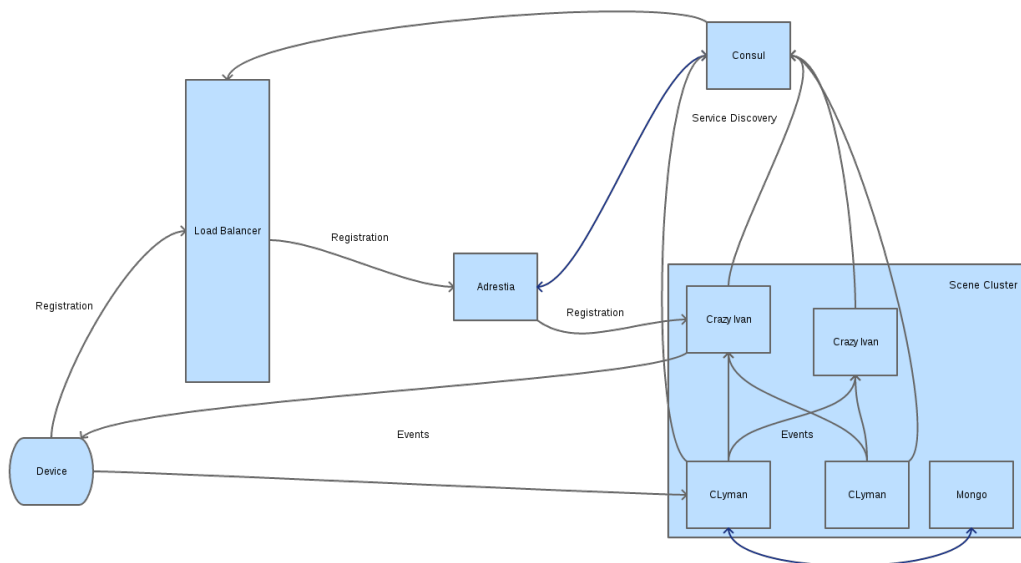 Consul
Service Discovery
Load Balancer
Registration
Adrestia
Registration
Registration
Scene Cluster
Crazy Ivan
Crazy Ivan
Events
Events
Device
CLyman
CLyman
Mongo